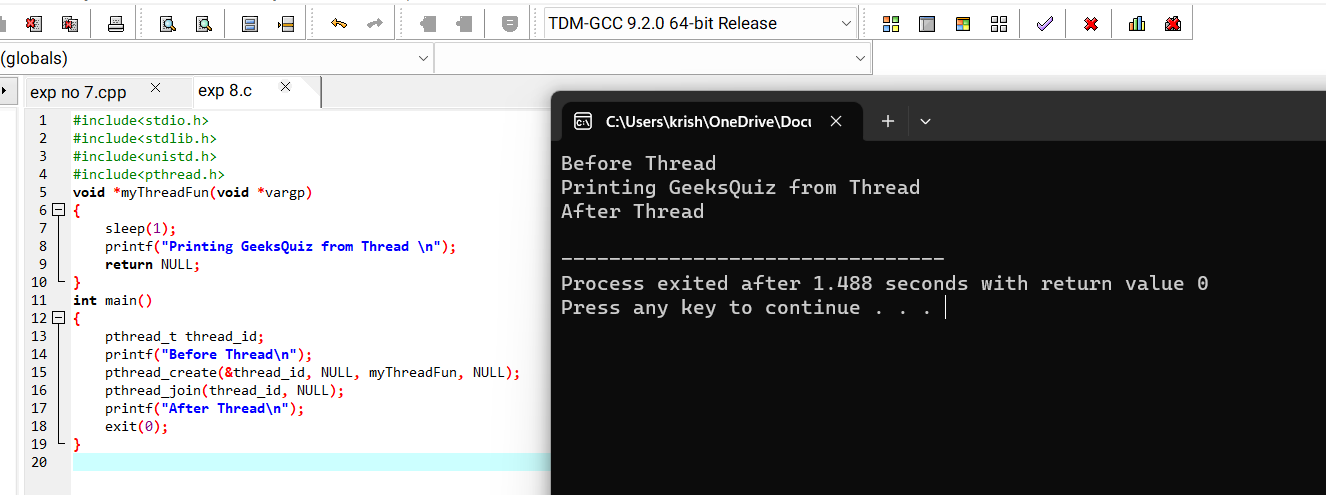 TDM-GCC 9.2.0 64-bit Release
(globals)
exp no 7.cpp
exp 8.c
1 #include<stdio.h>
2 #include<stdlib.h>
3 #include<unistd.h>
4 #include<pthread.h>
5 void *myThreadFun(void *vargp)
6 {
7 sleep(1);
8 printf("Printing GeeksQuiz from Thread \n");
9 return NULL;
10 }
11 int main()
12 {
13 pthread_t thread_id;
14 printf("Before Thread\n");
15 pthread_create(&thread_id, NULL, myThreadFun, NULL);
16 pthread_join(thread_id, NULL);
17 printf("After Thread\n");
18 exit(0);
19 }
20
C:\Users\krish\OneDrive\Docu
Before Thread
Printing GeeksQuiz from Thread
After Thread
--------------------------------
Process exited after 1.488 seconds with return value 0
Press any key to continue . . .